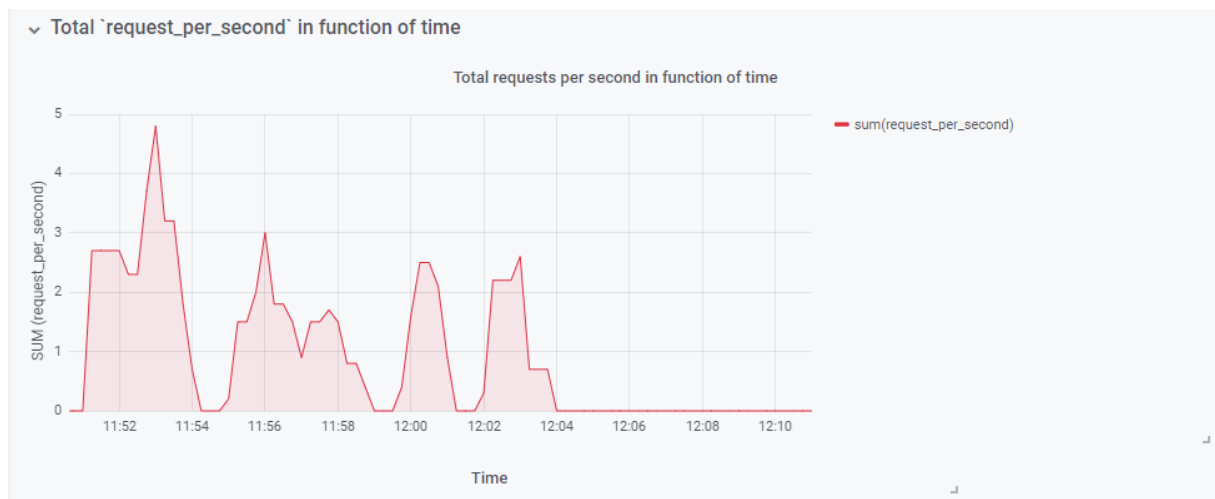 Total `request_per_second` in function of time
Total requests per second in function of time
5
4
3
2
1
0
SUM (request_per_second)
11:52 11:54 11:56 11:58 12:00 12:02 12:04 12:06 12:08 12:10
Time
sum(request_per_second)